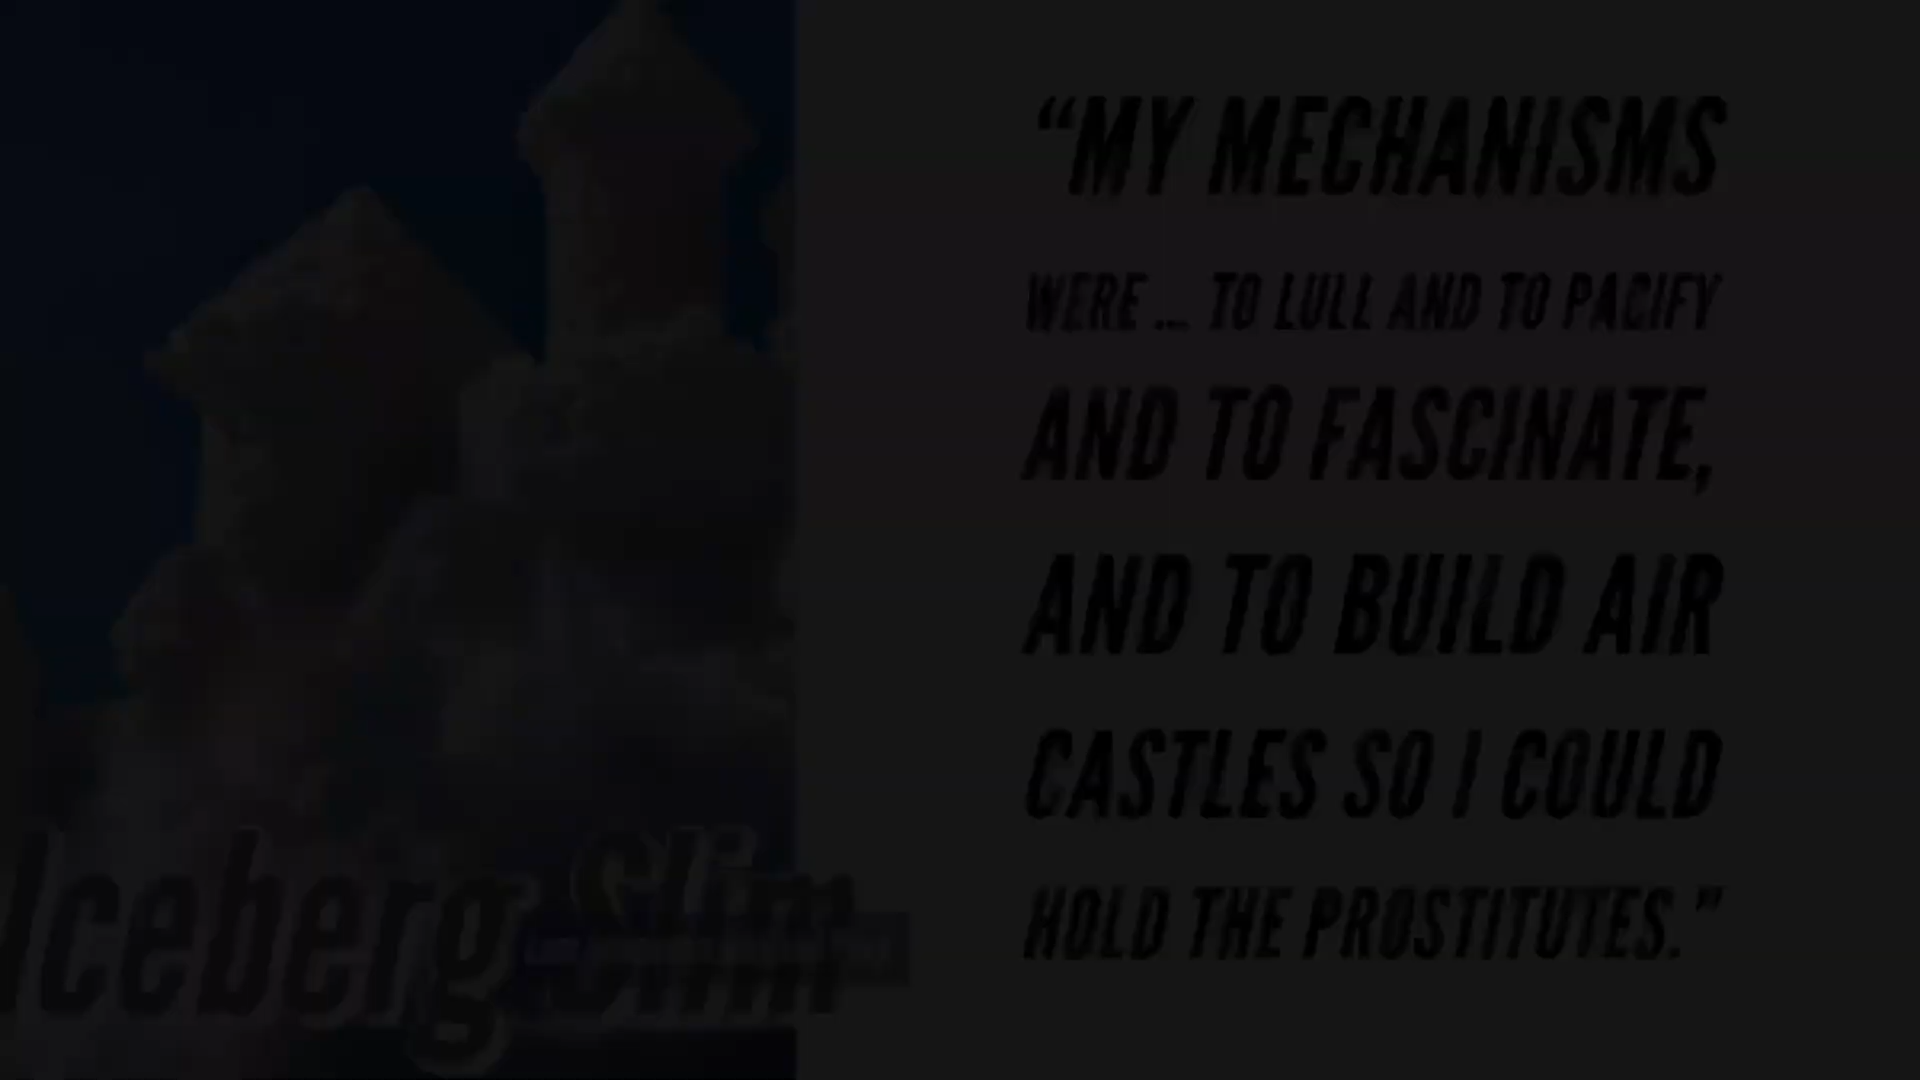 “MY MECHANISMS
WERE ... TO LULL AND TO PACIFY
AND TO FASCINATE,
AND TO BUILD AIR
CASTLES SO I COULD
HOLD THE PROSTITUTES.”
Iceberg Slim